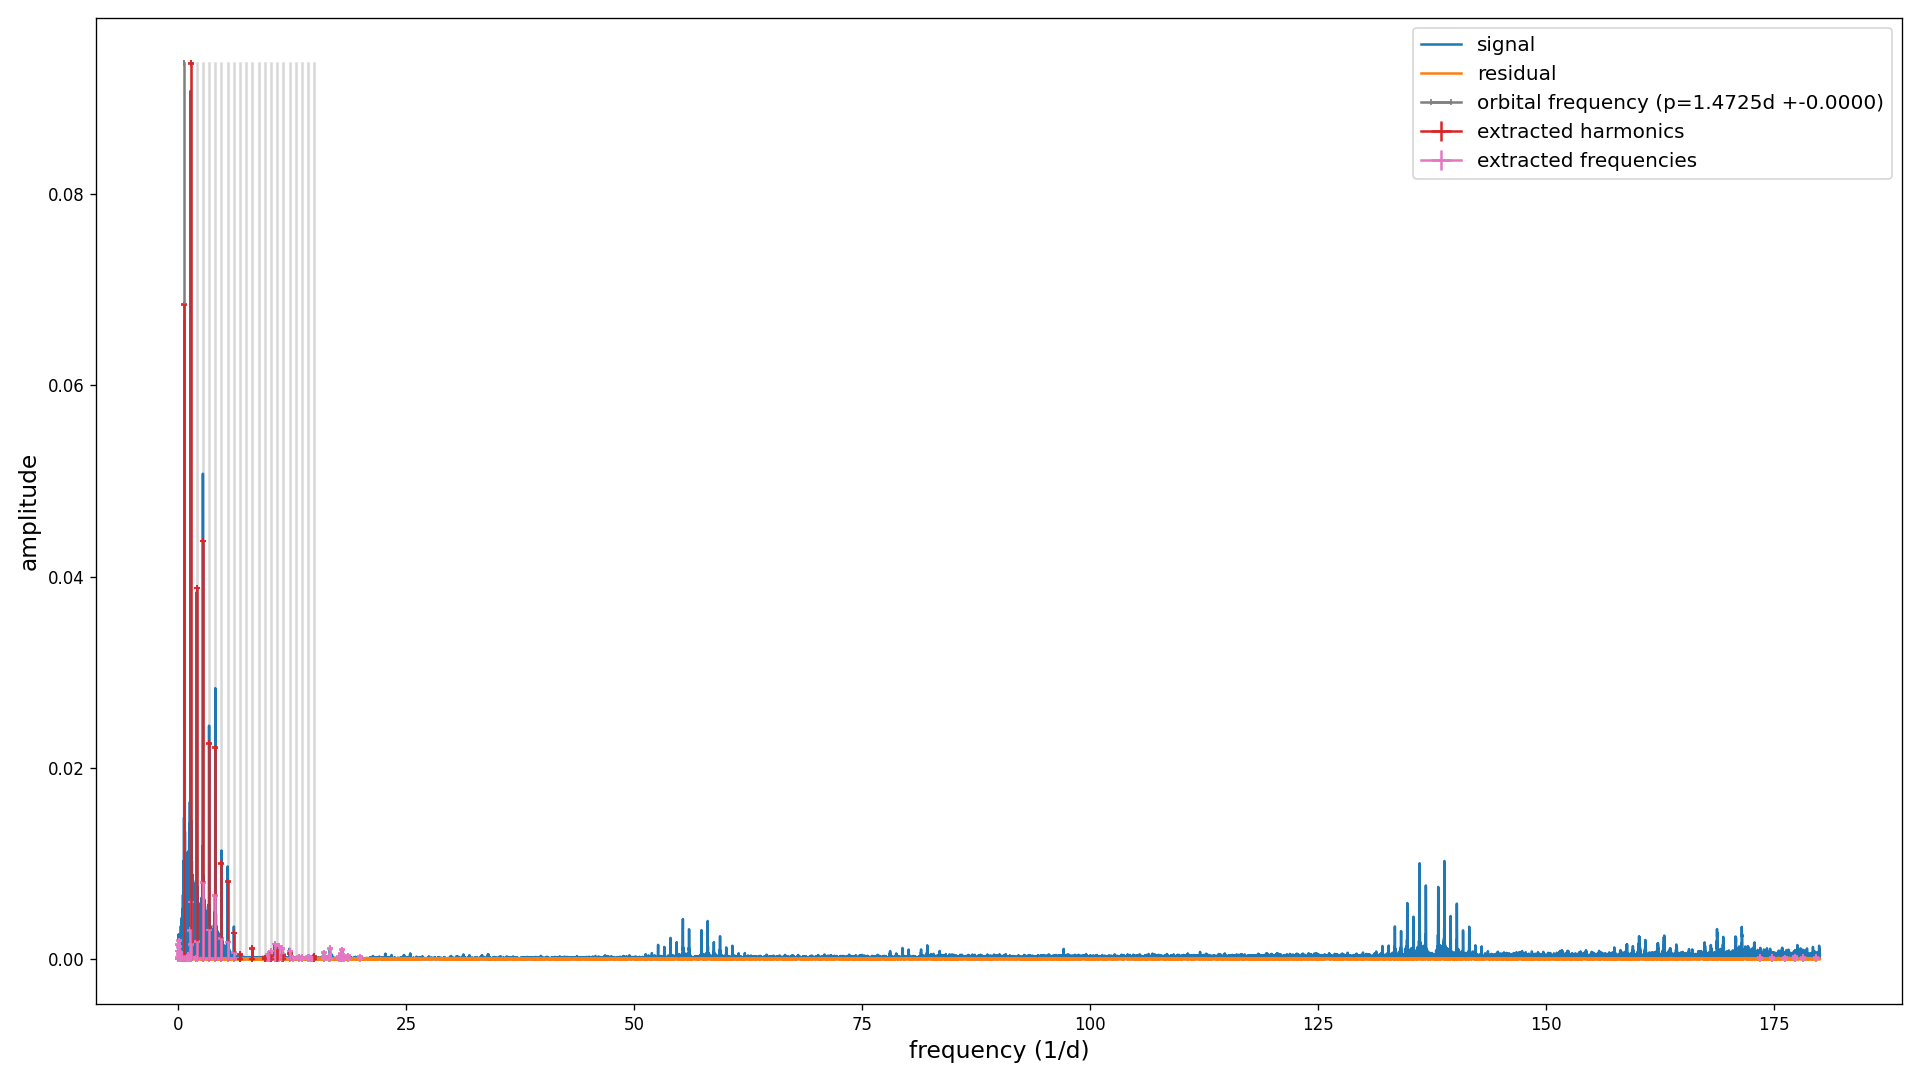 signal
residual
orbital frequency (p=1.4725d +-0.0000)
extracted harmonics
extracted frequencies
0.08
0.06
0.04
0.02
0.00
amplitude
0 25 50 75 100 125 150 175
frequency (1/d)